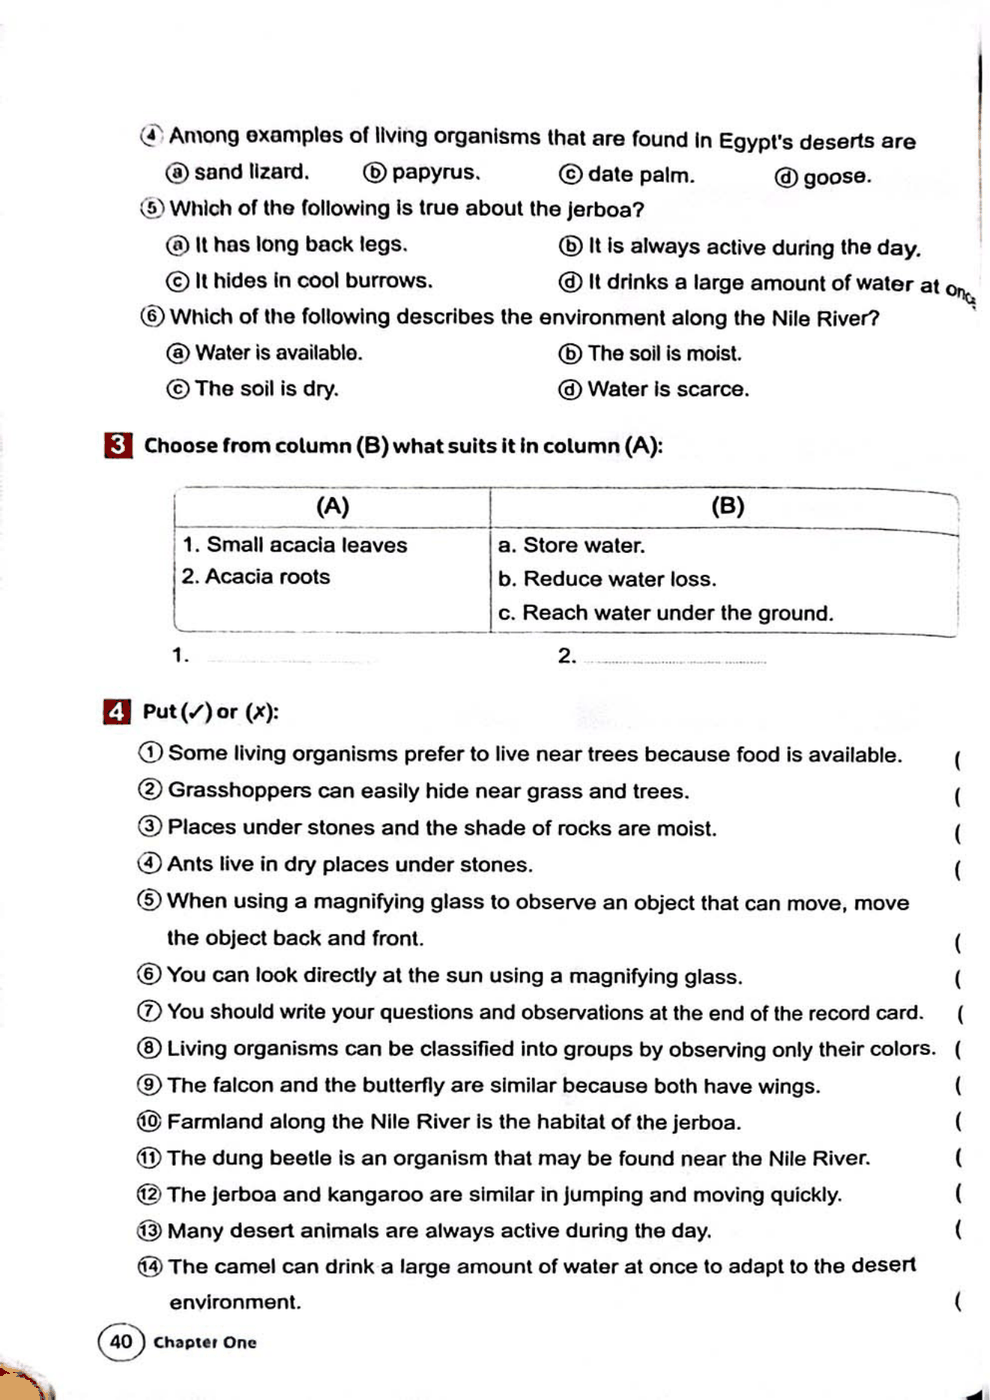 ④ Among examples of living organisms that are found in Egypt's deserts are
ⓐ sand lizard. ⓑ papyrus. ⓒ date palm. ⓓ goose.
⑤ Which of the following is true about the jerboa?
ⓐ It has long back legs. ⓑ It is always active during the day.
ⓒ It hides in cool burrows. ⓓ It drinks a large amount of water at once.
⑥ Which of the following describes the environment along the Nile River?
ⓐ Water is available. ⓑ The soil is moist.
ⓒ The soil is dry. ⓓ Water is scarce.
3 Choose from column (B) what suits it in column (A):
(A) (B)
1. Small acacia leaves a. Store water.
2. Acacia roots b. Reduce water loss.
c. Reach water under the ground.
1. 2.
4 Put (✓) or (✗):
① Some living organisms prefer to live near trees because food is available. (
② Grasshoppers can easily hide near grass and trees. (
③ Places under stones and the shade of rocks are moist. (
④ Ants live in dry places under stones. (
⑤ When using a magnifying glass to observe an object that can move, move
the object back and front. (
⑥ You can look directly at the sun using a magnifying glass. (
⑦ You should write your questions and observations at the end of the record card. (
⑧ Living organisms can be classified into groups by observing only their colors. (
⑨ The falcon and the butterfly are similar because both have wings. (
⑩ Farmland along the Nile River is the habitat of the jerboa. (
⑪ The dung beetle is an organism that may be found near the Nile River. (
⑫ The jerboa and kangaroo are similar in jumping and moving quickly. (
⑬ Many desert animals are always active during the day. (
⑭ The camel can drink a large amount of water at once to adapt to the desert
environment. (
40 Chapter One